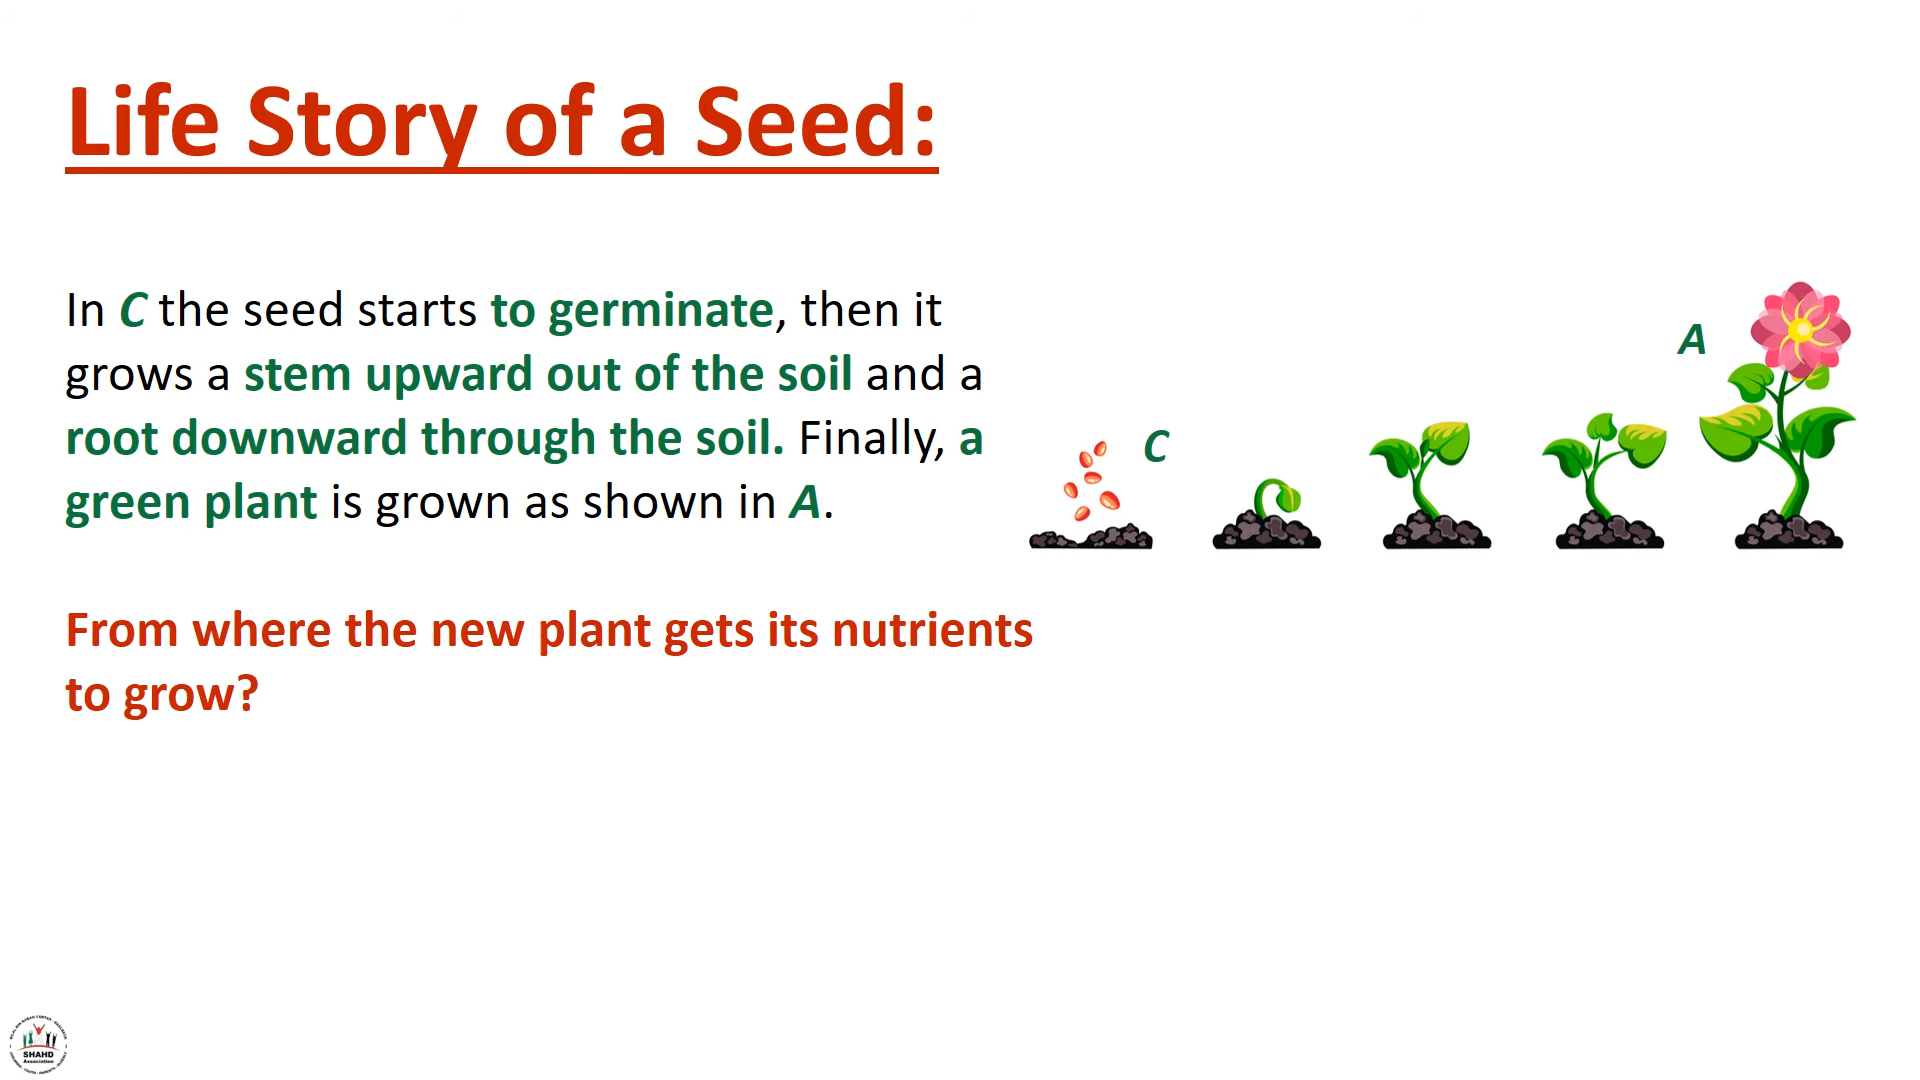 Life Story of a Seed:
In C the seed starts to germinate, then it
grows a stem upward out of the soil and a
root downward through the soil. Finally, a
green plant is grown as shown in A.
From where the new plant gets its nutrients
to grow?
C
A
SHAHD
Association